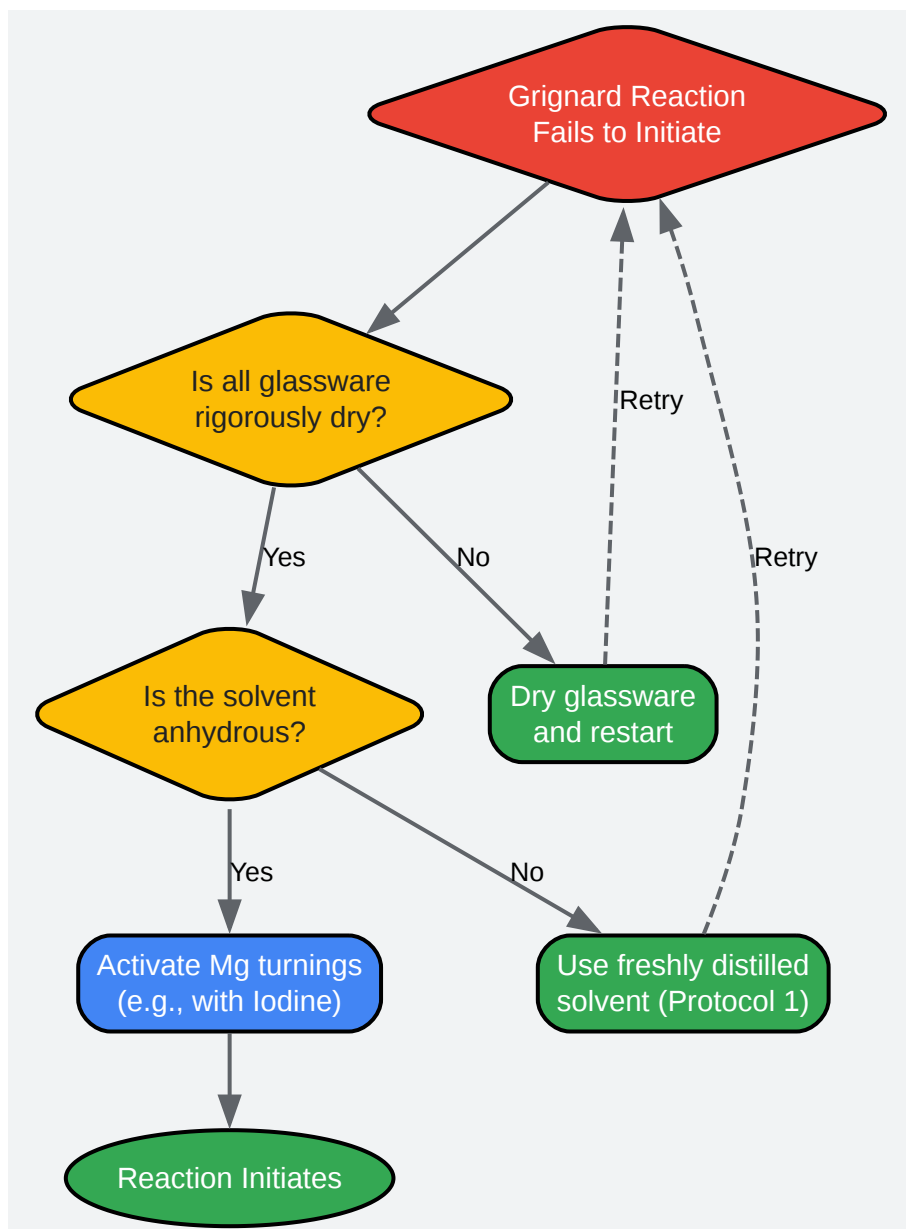 Grignard Reaction
Fails to Initiate
Is all glassware
rigorously dry?
Retry
Yes
No
Retry
Is the solvent
anhydrous?
Dry glassware
and restart
Yes
No
Activate Mg turnings
(e.g., with Iodine)
Use freshly distilled
solvent (Protocol 1)
Reaction Initiates